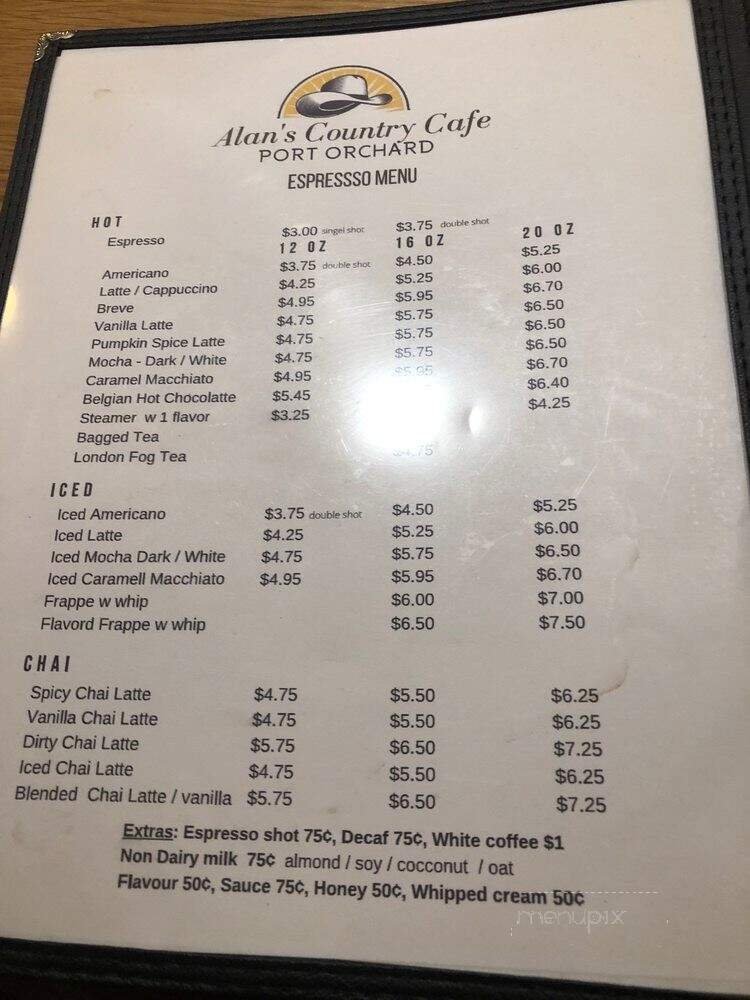 Alan's Country Cafe
PORT ORCHARD
ESPRESSSO MENU
HOT
Espresso $3.00 singel shot $3.75 double shot
12 OZ 16 OZ 20 OZ
Americano $3.75 double shot $4.50 $5.25
Latte / Cappuccino $4.25 $5.25 $6.00
Breve $4.95 $5.95 $6.70
Vanilla Latte $4.75 $5.75 $6.50
Pumpkin Spice Latte $4.75 $5.75 $6.50
Mocha - Dark / White $4.75 $5.75 $6.50
Caramel Macchiato $4.95 $5.95 $6.70
Belgian Hot Chocolatte $5.45 $6.40
Steamer w 1 flavor $3.25 $4.25
Bagged Tea
London Fog Tea $4.75
ICED
Iced Americano $3.75 double shot $4.50 $5.25
Iced Latte $4.25 $5.25 $6.00
Iced Mocha Dark / White $4.75 $5.75 $6.50
Iced Caramell Macchiato $4.95 $5.95 $6.70
Frappe w whip $6.00 $7.00
Flavord Frappe w whip $6.50 $7.50
CHAI
Spicy Chai Latte $4.75 $5.50 $6.25
Vanilla Chai Latte $4.75 $5.50 $6.25
Dirty Chai Latte $5.75 $6.50 $7.25
Iced Chai Latte $4.75 $5.50 $6.25
Blended Chai Latte / vanilla $5.75 $6.50 $7.25
Extras: Espresso shot 75¢, Decaf 75¢, White coffee $1
Non Dairy milk 75¢ almond / soy / cocconut / oat
Flavour 50¢, Sauce 75¢, Honey 50¢, Whipped cream 50¢
menupix